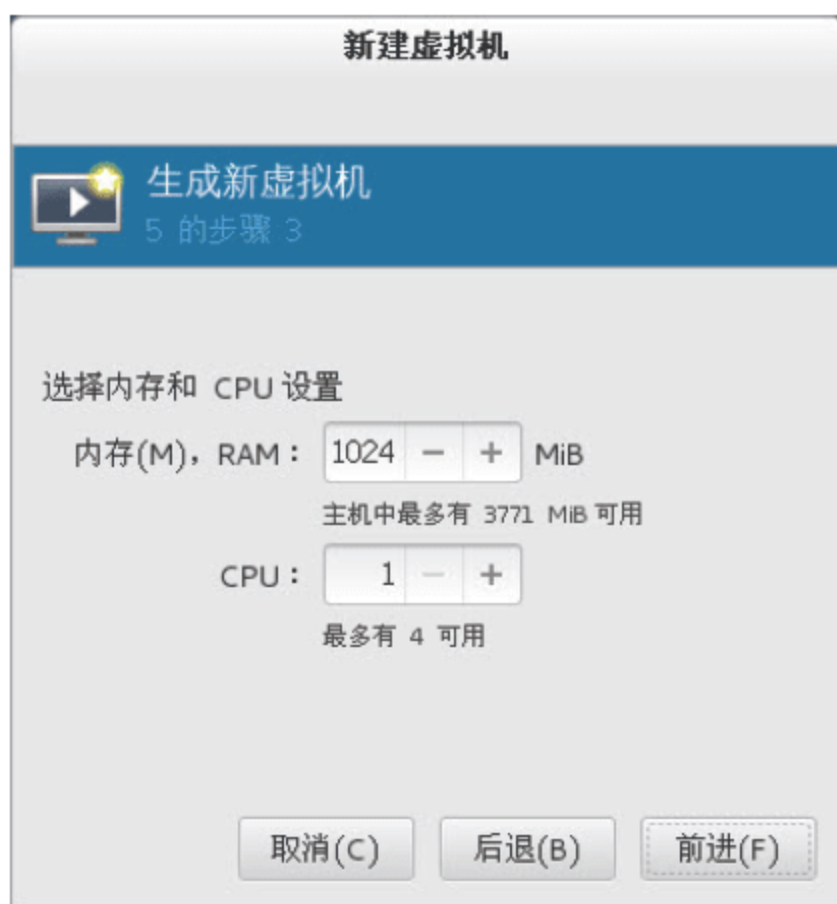 新建虚拟机
生成新虚拟机
5 的步骤 3
选择内存和 CPU 设置
内存(M)，RAM： 1024 − + MiB
主机中最多有 3771 MiB 可用
CPU： 1 − +
最多有 4 可用
取消(C) 后退(B) 前进(F)